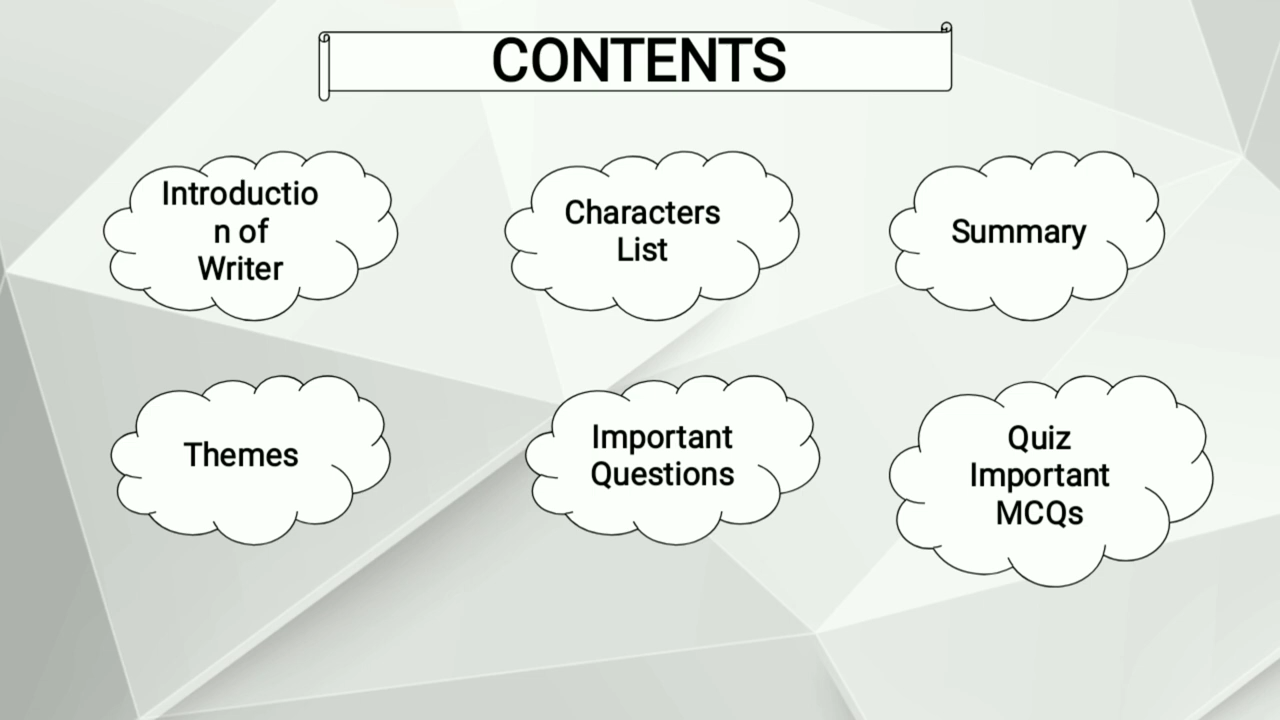 CONTENTS
Introductio
n of
Writer
Characters
List
Summary
Themes
Important
Questions
Quiz
Important
MCQs